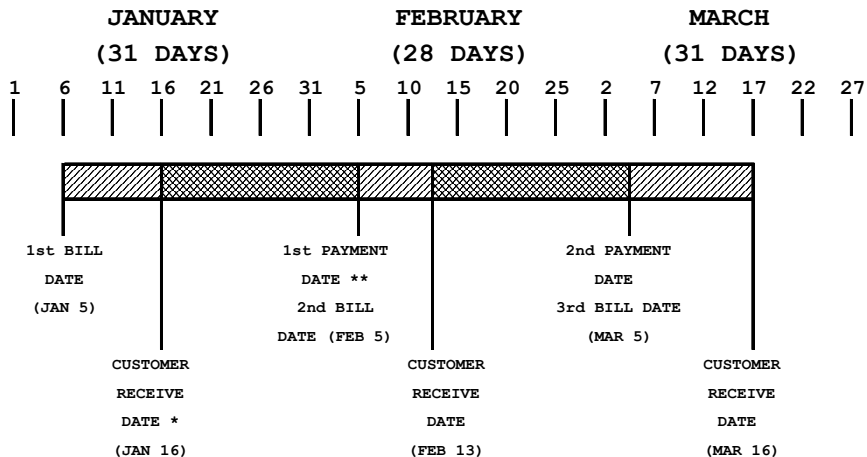 JANUARY FEBRUARY MARCH
(31 DAYS) (28 DAYS) (31 DAYS)
1 6 11 16 21 26 31 5 10 15 20 25 2 7 12 17 22 27
1st BILL
DATE
(JAN 5)
1st PAYMENT
DATE **
2nd BILL
DATE (FEB 5)
2nd PAYMENT
DATE
3rd BILL DATE
(MAR 5)
CUSTOMER
RECEIVE
DATE *
(JAN 16)
CUSTOMER
RECEIVE
DATE
(FEB 13)
CUSTOMER
RECEIVE
DATE
(MAR 16)